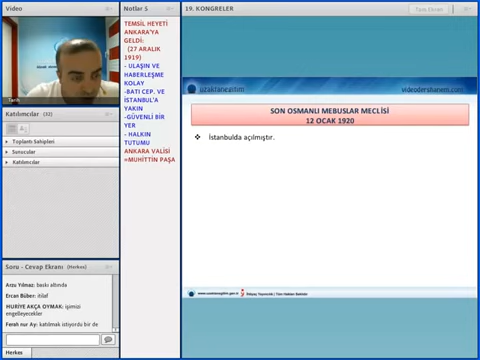 Video
Tarih
Katılımcılar (32)
Toplantı Sahipleri
Sunucular
Katılımcılar
Soru - Cevap Ekranı (Herkes)
Arzu Yılmaz: baskı altında
Ercan Büber: itilaf
HURİYE AKÇA OYMAK: işimizi
engelleyecekler
Ferah nur Ay: katılmak istiyordu bir de
Herkes
Notlar 5
TEMSİL HEYETİ
ANKARA'YA
GELDİ:
(27 ARALIK
1919)
- ULAŞIN VE
HABERLEŞME
KOLAY
-BATI CEP. VE
İSTANBUL'A
YAKIN
-GÜVENLİ BİR
YER
- HALKIN
TUTUMU
ANKARA VALİSİ
=MUHİTTİN PAŞA
19. KONGRELER
Tam Ekran
uzaktanegitim
videodershanem.com
SON OSMANLI MEBUSLAR MECLİSİ
12 OCAK 1920
❖ İstanbulda açılmıştır.